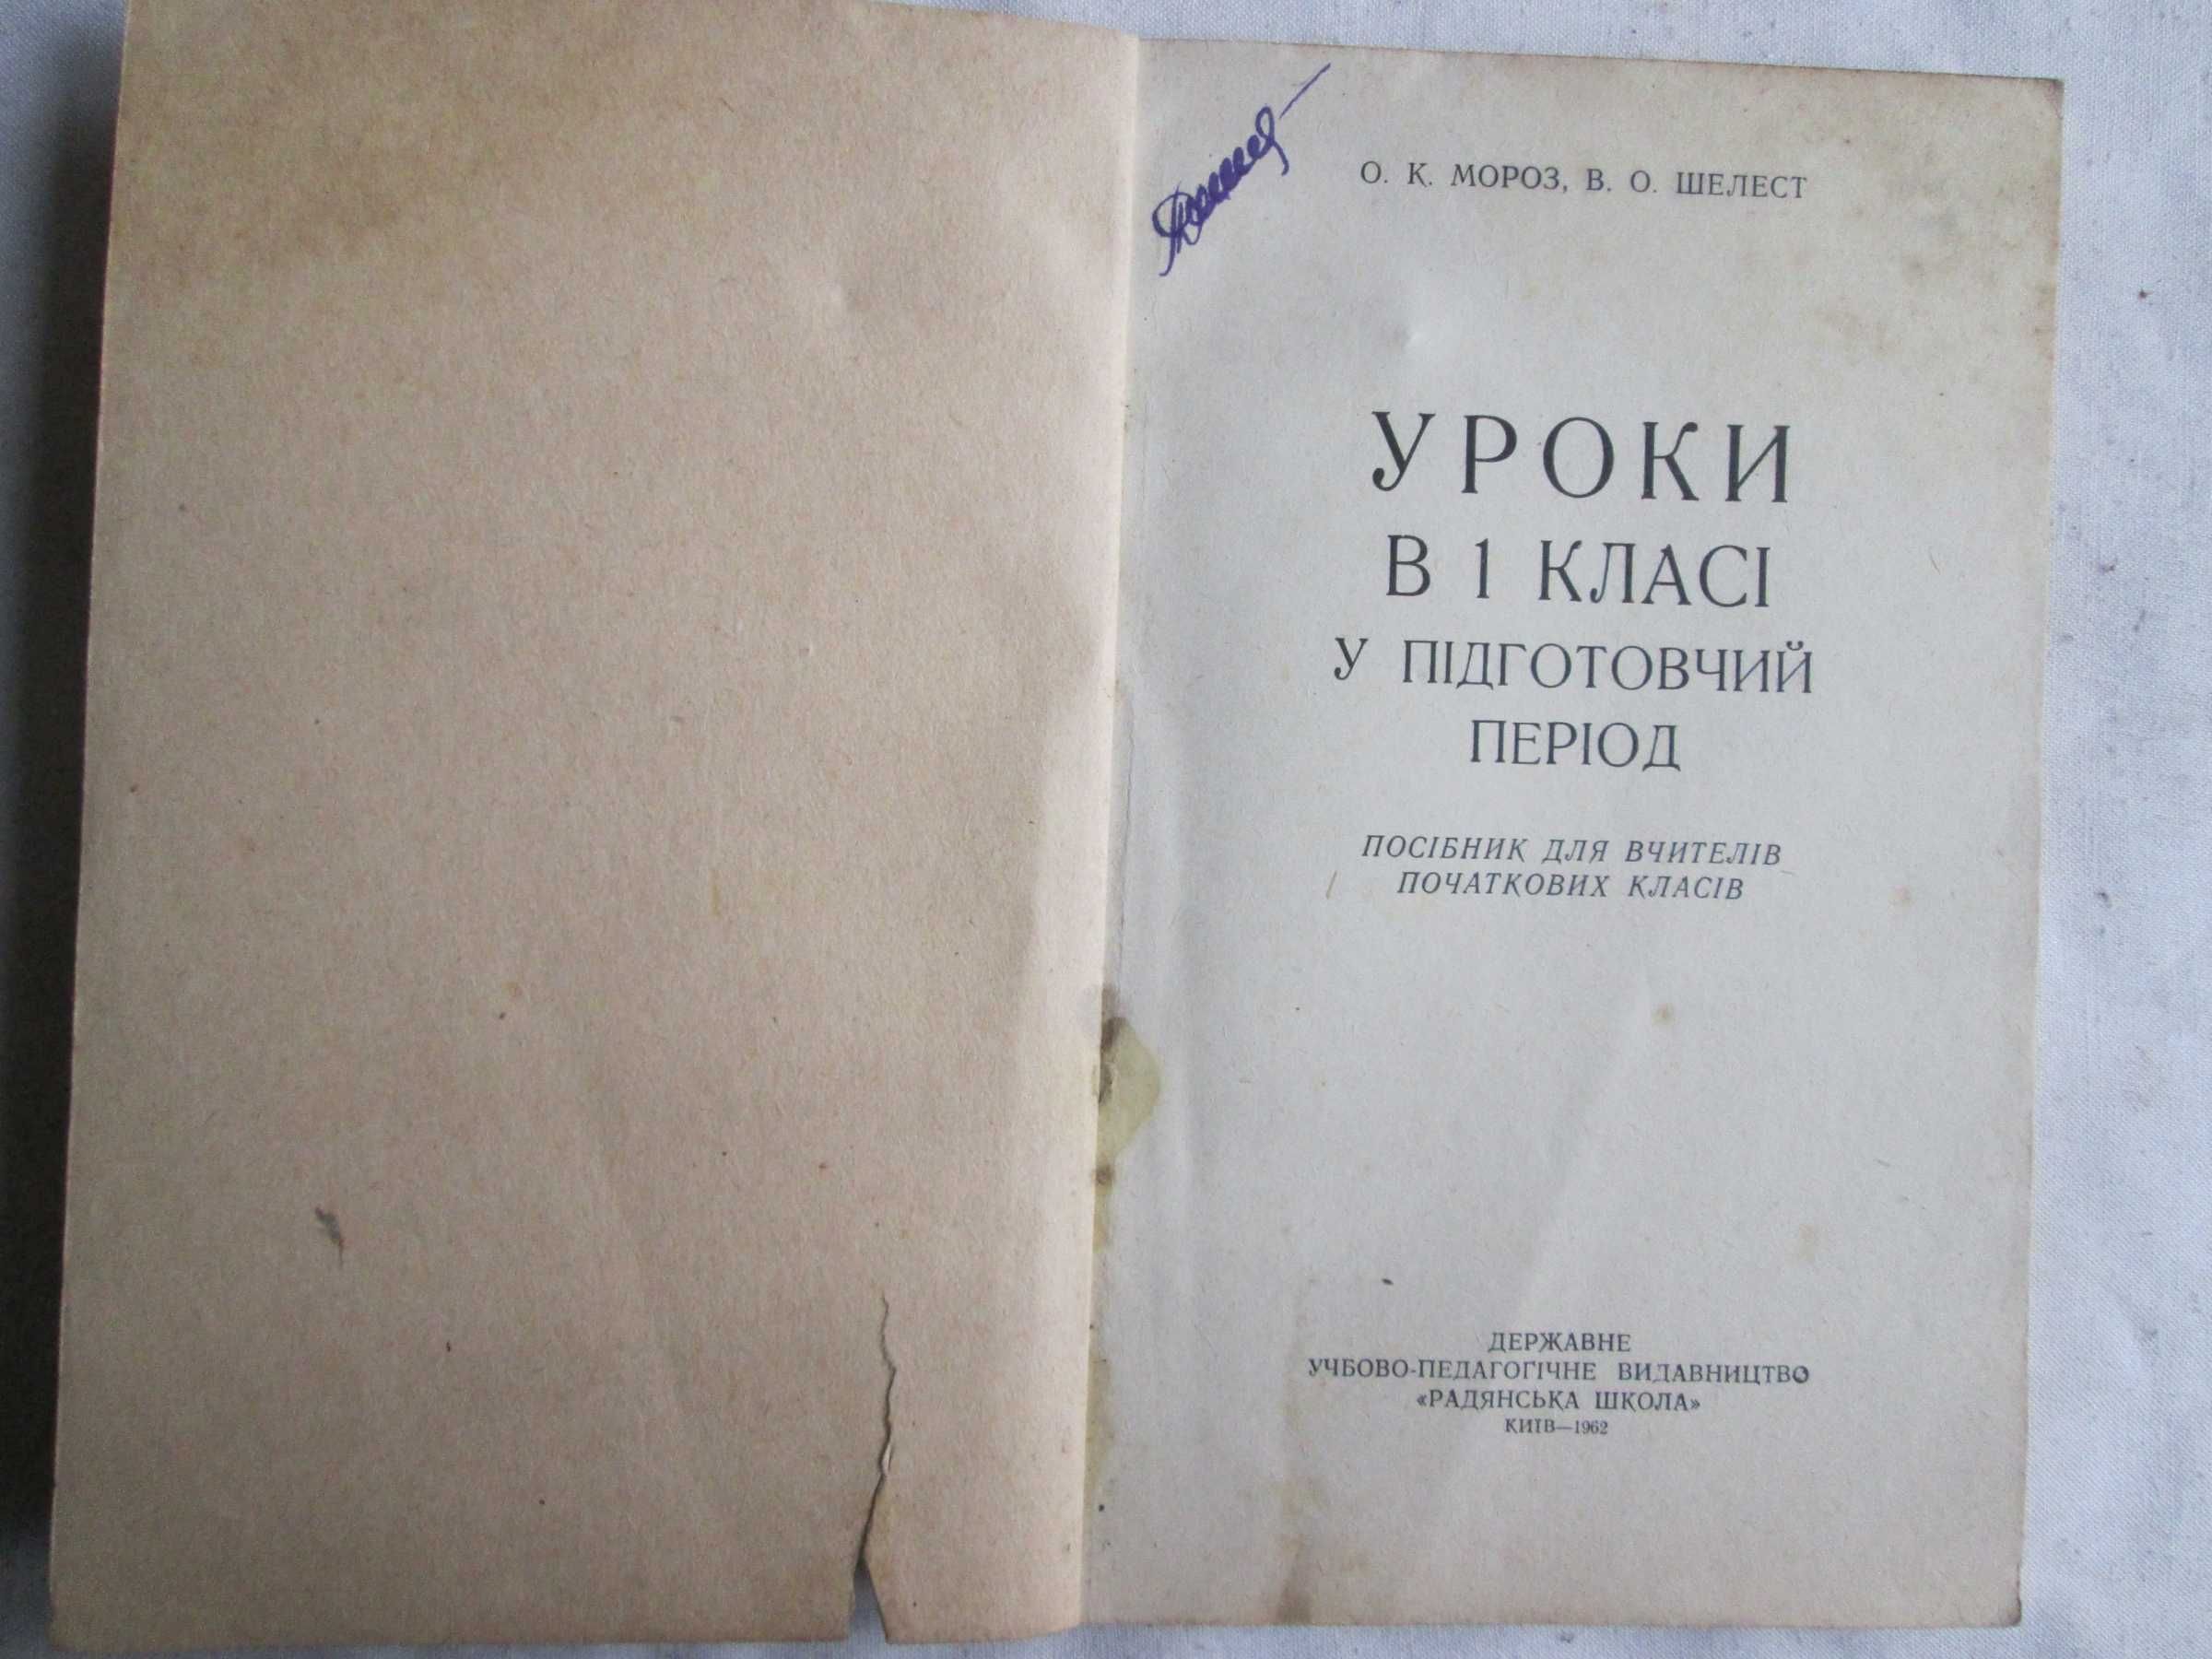 О. К. МОРОЗ, В. О. ШЕЛЕСТ
УРОКИ
В 1 КЛАСІ
У ПІДГОТОВЧИЙ
ПЕРІОД
ПОСІБНИК ДЛЯ ВЧИТЕЛІВ
ПОЧАТКОВИХ КЛАСІВ
ДЕРЖАВНЕ
УЧБОВО-ПЕДАГОГІЧНЕ ВИДАВНИЦТВО
«РАДЯНСЬКА ШКОЛА»
КИЇВ—1962